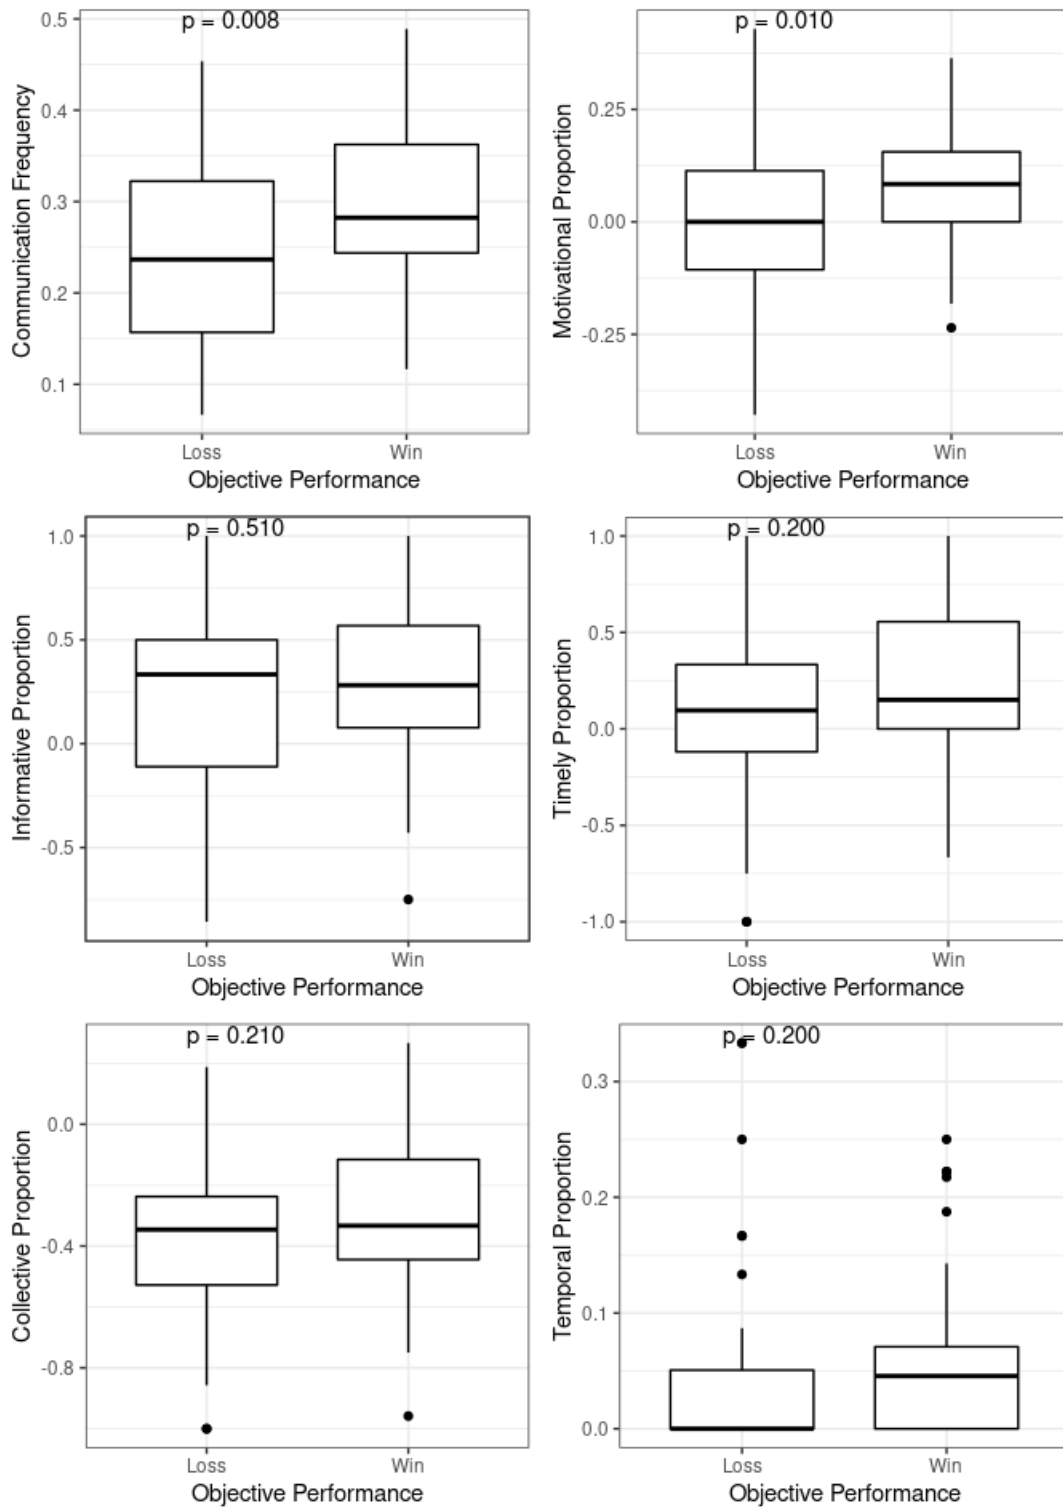 p = 0.008
Communication Frequency
0.5
0.4
0.3
0.2
0.1
Loss
Win
Objective Performance
p = 0.010
Motivational Proportion
0.25
0.00
-0.25
Loss
Win
Objective Performance
p = 0.510
Informative Proportion
1.0
0.5
0.0
-0.5
Loss
Win
Objective Performance
p = 0.200
Timely Proportion
1.0
0.5
0.0
-0.5
-1.0
Loss
Win
Objective Performance
p = 0.210
Collective Proportion
0.0
-0.4
-0.8
Loss
Win
Objective Performance
p = 0.200
Temporal Proportion
0.3
0.2
0.1
0.0
Loss
Win
Objective Performance